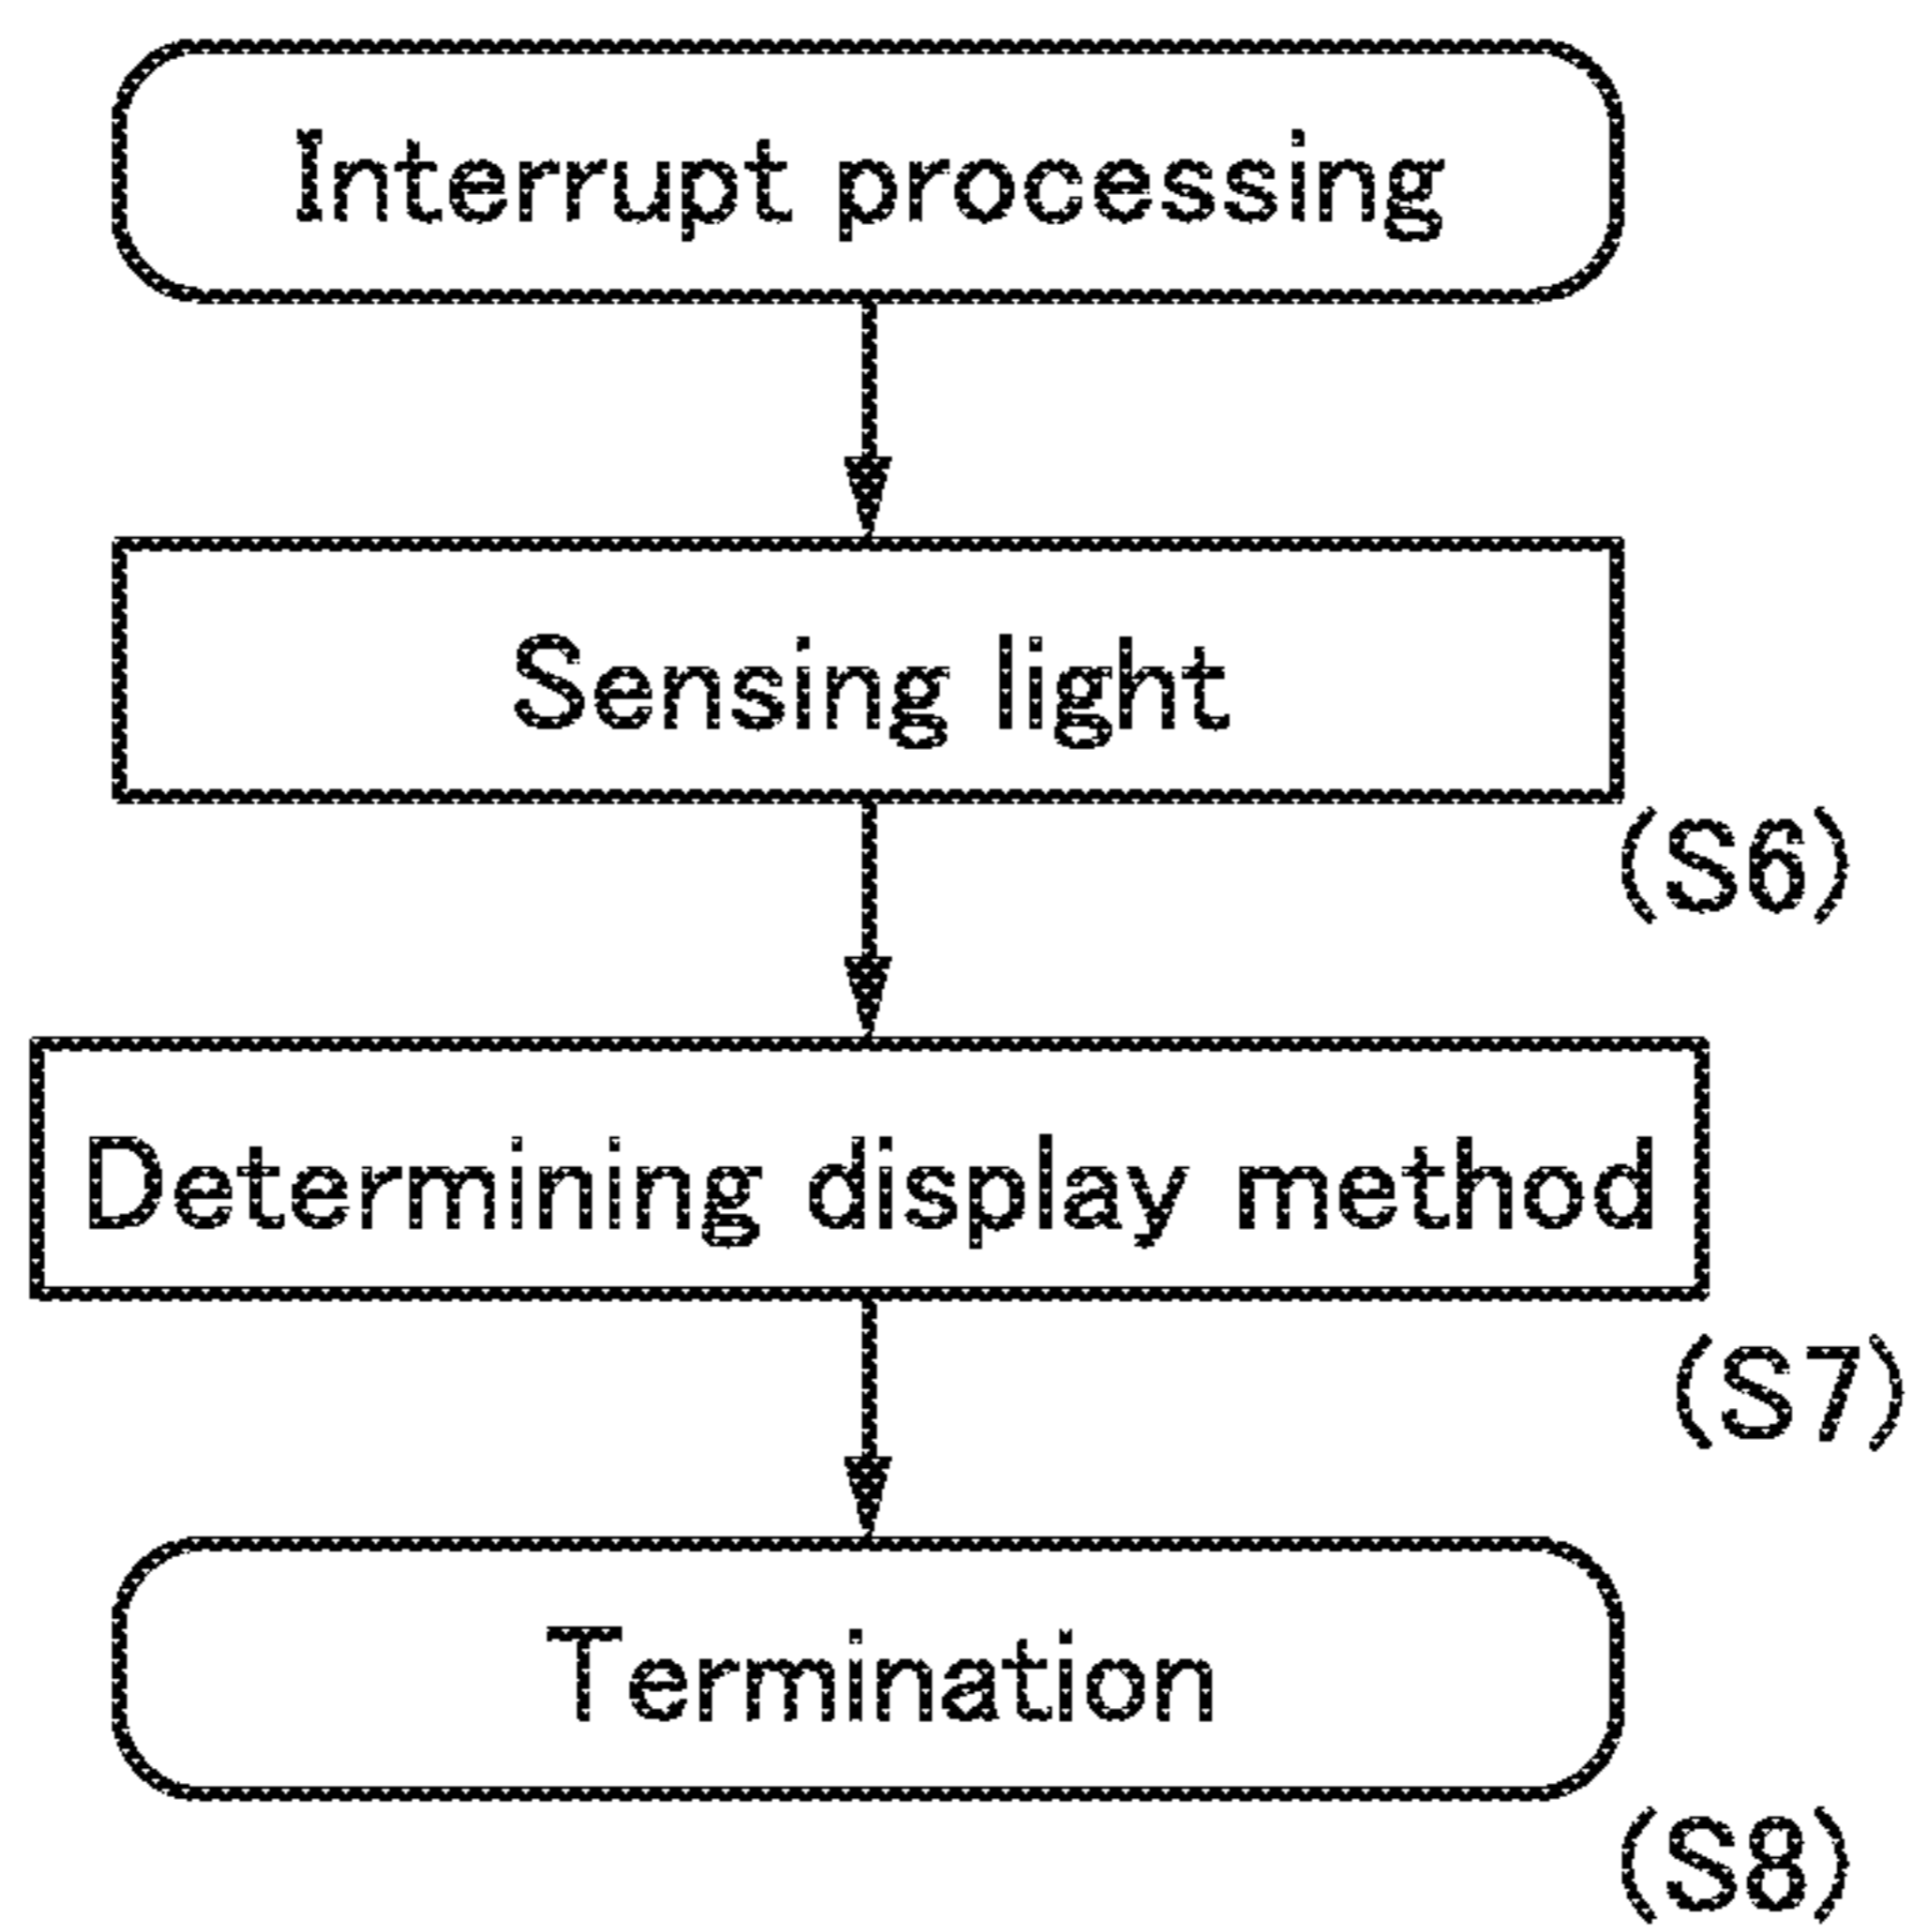 Interrupt processing
Sensing light
(S6)
Determining display method
(S7)
Termination
(S8)